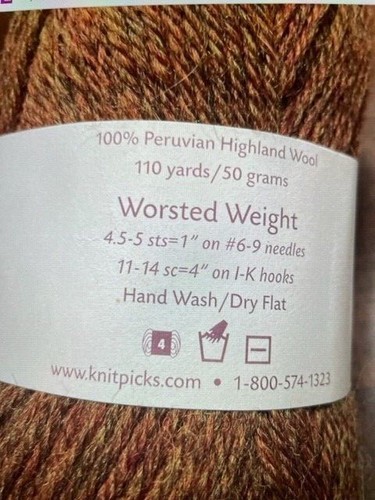 100% Peruvian Highland Wool
110 yards/50 grams
Worsted Weight
4.5-5 sts=1" on #6-9 needles
11-14 sc=4" on I-K hooks
Hand Wash/Dry Flat
4
www.knitpicks.com • 1-800-574-1323